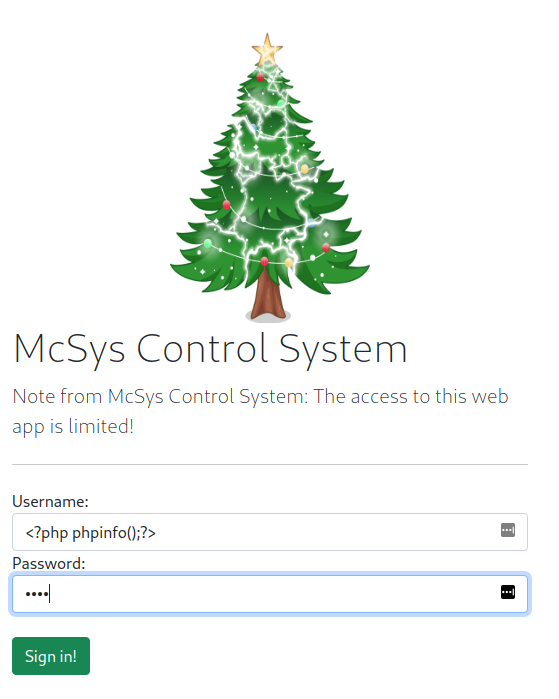 McSys Control System
Note from McSys Control System: The access to this web
app is limited!
Username:
<?php phpinfo();?>
Password:
••••
Sign in!